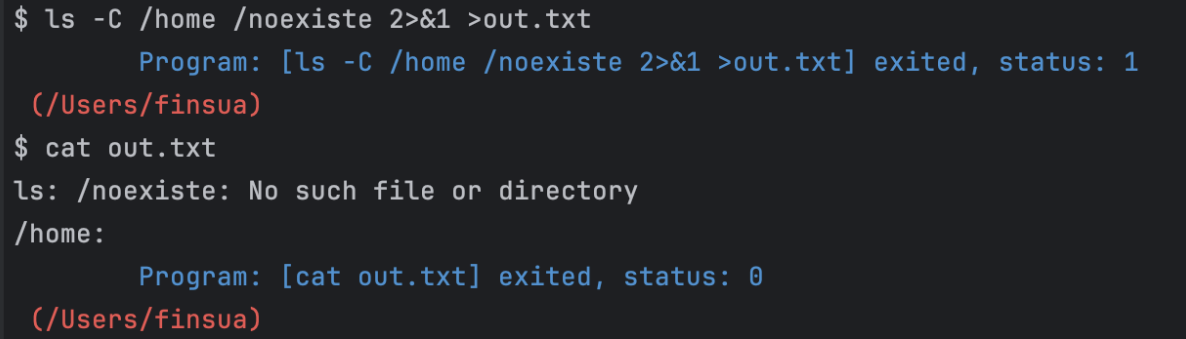 $ ls -C /home /noexiste 2>&1 >out.txt
Program: [ls -C /home /noexiste 2>&1 >out.txt] exited, status: 1
(/Users/finsua)
$ cat out.txt
ls: /noexiste: No such file or directory
/home:
Program: [cat out.txt] exited, status: 0
(/Users/finsua)